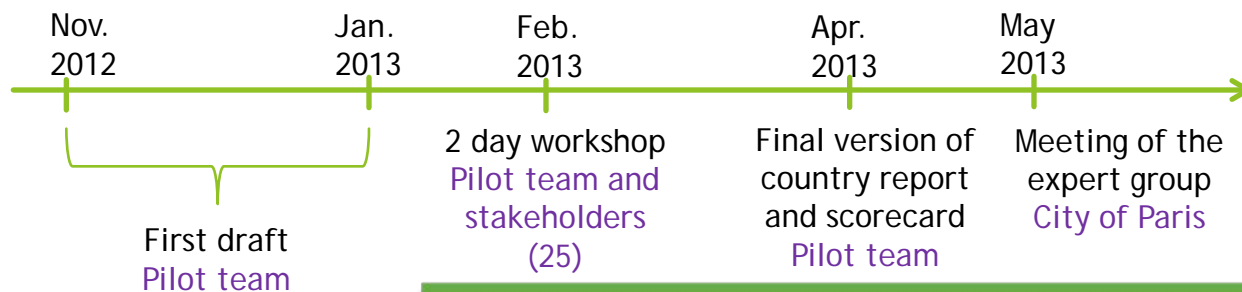 Nov.
2012
Jan.
2013
Feb.
2013
Apr.
2013
May
2013
First draft
Pilot team
2 day workshop
Pilot team and
stakeholders
(25)
Final version of
country report
and scorecard
Pilot team
Meeting of the
expert group
City of Paris